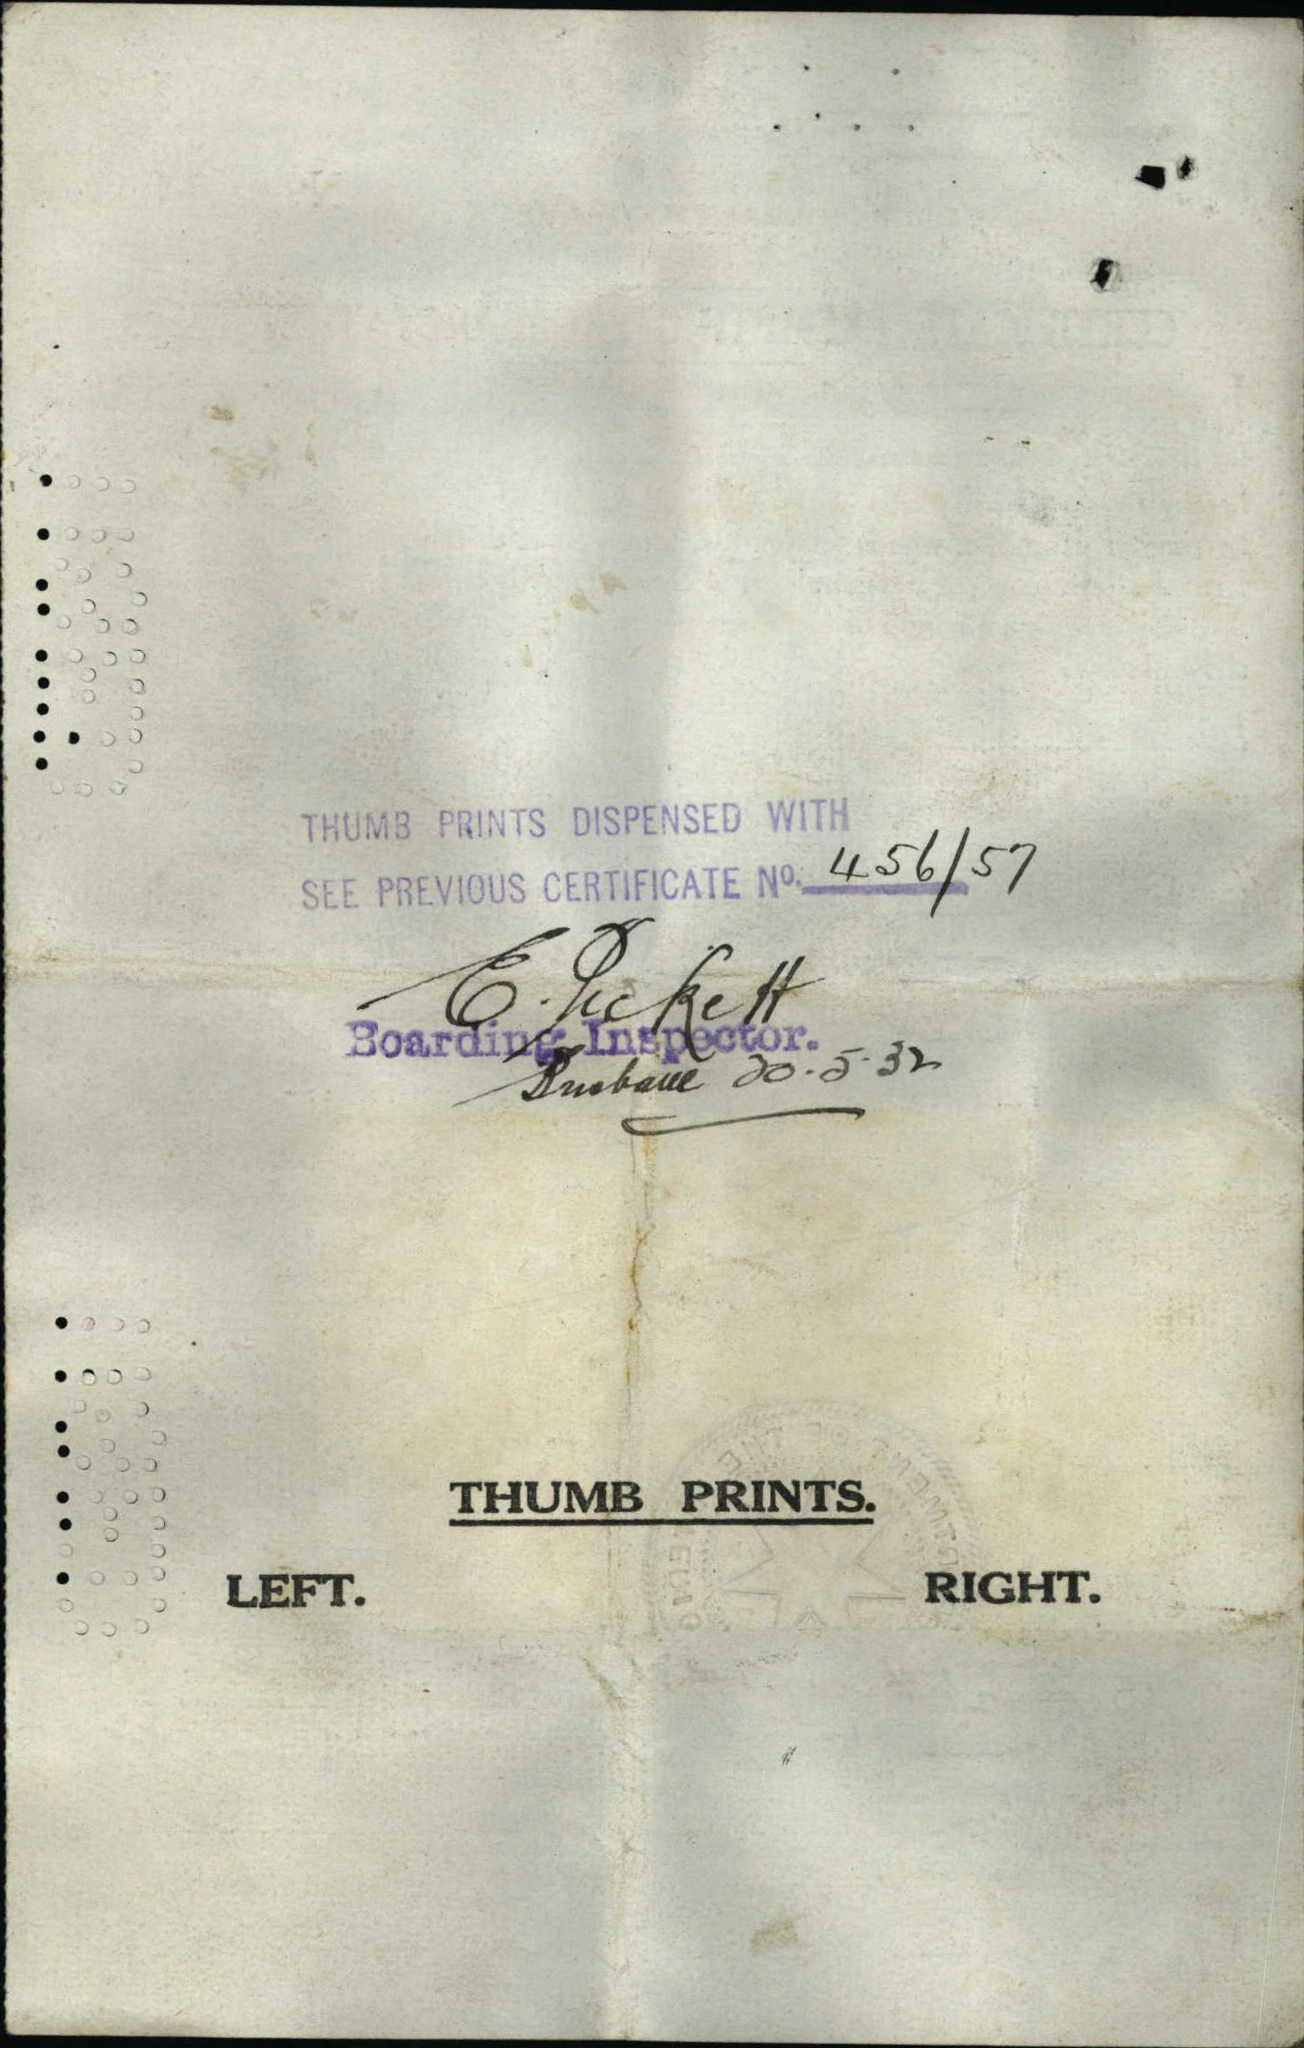 THUMB PRINTS DISPENSED WITH
SEE PREVIOUS CERTIFICATE No. 456/57
E. Pickett
Boarding Inspector.
Brisbane 20.5.32
THUMB PRINTS.
LEFT. RIGHT.